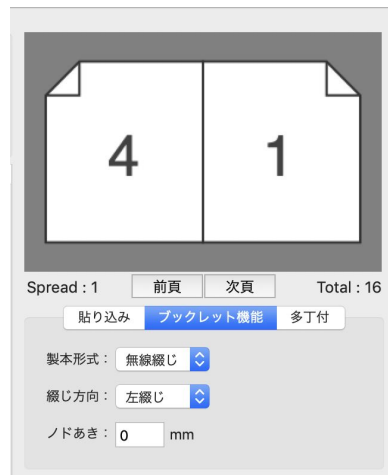 4 1
Spread : 1 前頁 次頁 Total : 16
貼り込み ブックレット機能 多丁付
製本形式： 無線綴じ
綴じ方向： 左綴じ
ノドあき： 0 mm